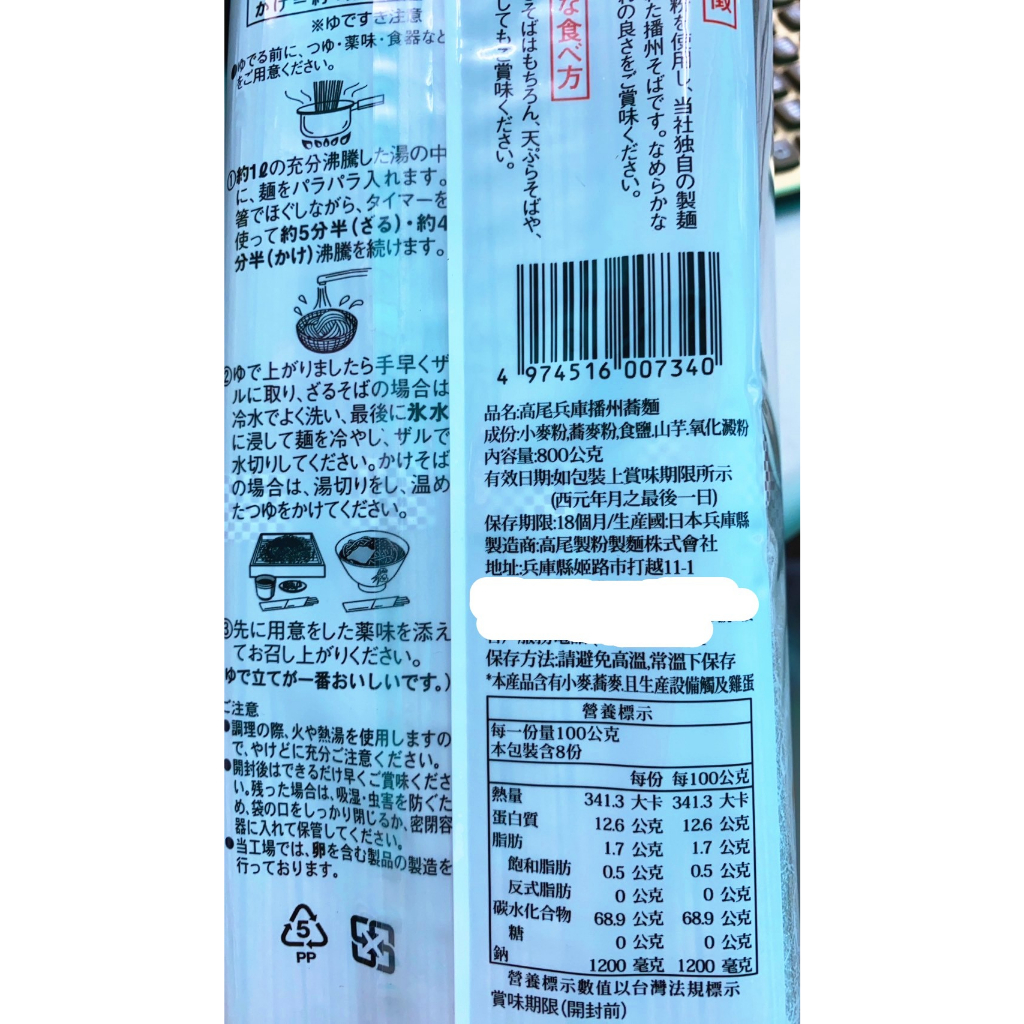 ※ゆですぎ注意
●ゆでる前に、つゆ・薬味・食器など
をご用意ください。
①約1ℓの充分沸騰した湯の中
に、麺をパラパラ入れます。
箸でほぐしながら、タイマーを
使って約5分半(ざる)・約4
分半(かけ)沸騰を続けます。
②ゆで上がりましたら手早くザ
ルに取り、ざるそばの場合は
冷水でよく洗い、最後に氷水
に浸して麺を冷やし、ザルで
水切りしてください。かけそば
の場合は、湯切りをし、温め
たつゆをかけてください。
③先に用意をした薬味を添え
てお召し上がりください。
ゆで立てが一番おいしいです。)
ご注意
●調理の際、火や熱湯を使用しますの
で、やけどに充分ご注意ください。
●開封後はできるだけ早くご賞味くださ
い。残った場合は、吸湿・虫害を防ぐた
め、袋の口をしっかり閉じるか、密閉容
器に入れて保管してください。
●当工場では、卵を含む製品の製造を
行っております。
5
PP
粉を使用し、当社独自の製麺
た播州そばです。なめらかな
の良さをご賞味ください。
な食べ方
そばはもちろん、天ぷらそばや、
してもご賞味ください。
4 974516 007340
品名:高尾兵庫播州蕎麵
成份:小麥粉,蕎麥粉,食鹽,山芋.氧化澱粉
內容量:800公克
有效日期:如包裝上賞味期限所示
(西元年月之最後一日)
保存期限:18個月/生産國:日本兵庫縣
製造商:高尾製粉製麵株式會社
地址:兵庫縣姬路市打越11-1
保存方法:請避免高溫,常溫下保存
*本産品含有小麥.蕎麥.且生産設備觸及雞蛋
營養標示
每一份量100公克
本包裝含8份
每份 每100公克
熱量 341.3 大卡 341.3 大卡
蛋白質 12.6 公克 12.6 公克
脂肪 1.7 公克 1.7 公克
飽和脂肪 0.5 公克 0.5 公克
反式脂肪 0 公克 0 公克
碳水化合物 68.9 公克 68.9 公克
糖 0 公克 0 公克
鈉 1200 毫克 1200 毫克
營養標示數值以台灣法規標示
賞味期限(開封前)